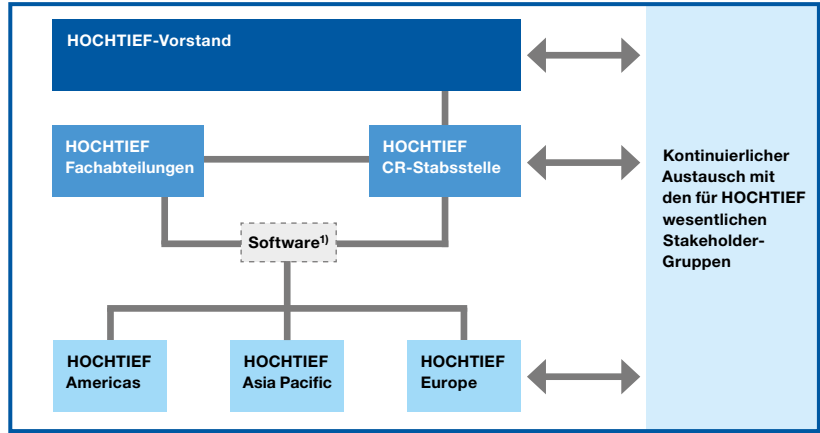 HOCHTIEF-Vorstand
HOCHTIEF
Fachabteilungen
HOCHTIEF
CR-Stabsstelle
Kontinuierlicher
Austausch mit
den für HOCHTIEF
wesentlichen
Stakeholder-
Gruppen
Software¹⁾
HOCHTIEF
Americas
HOCHTIEF
Asia Pacific
HOCHTIEF
Europe